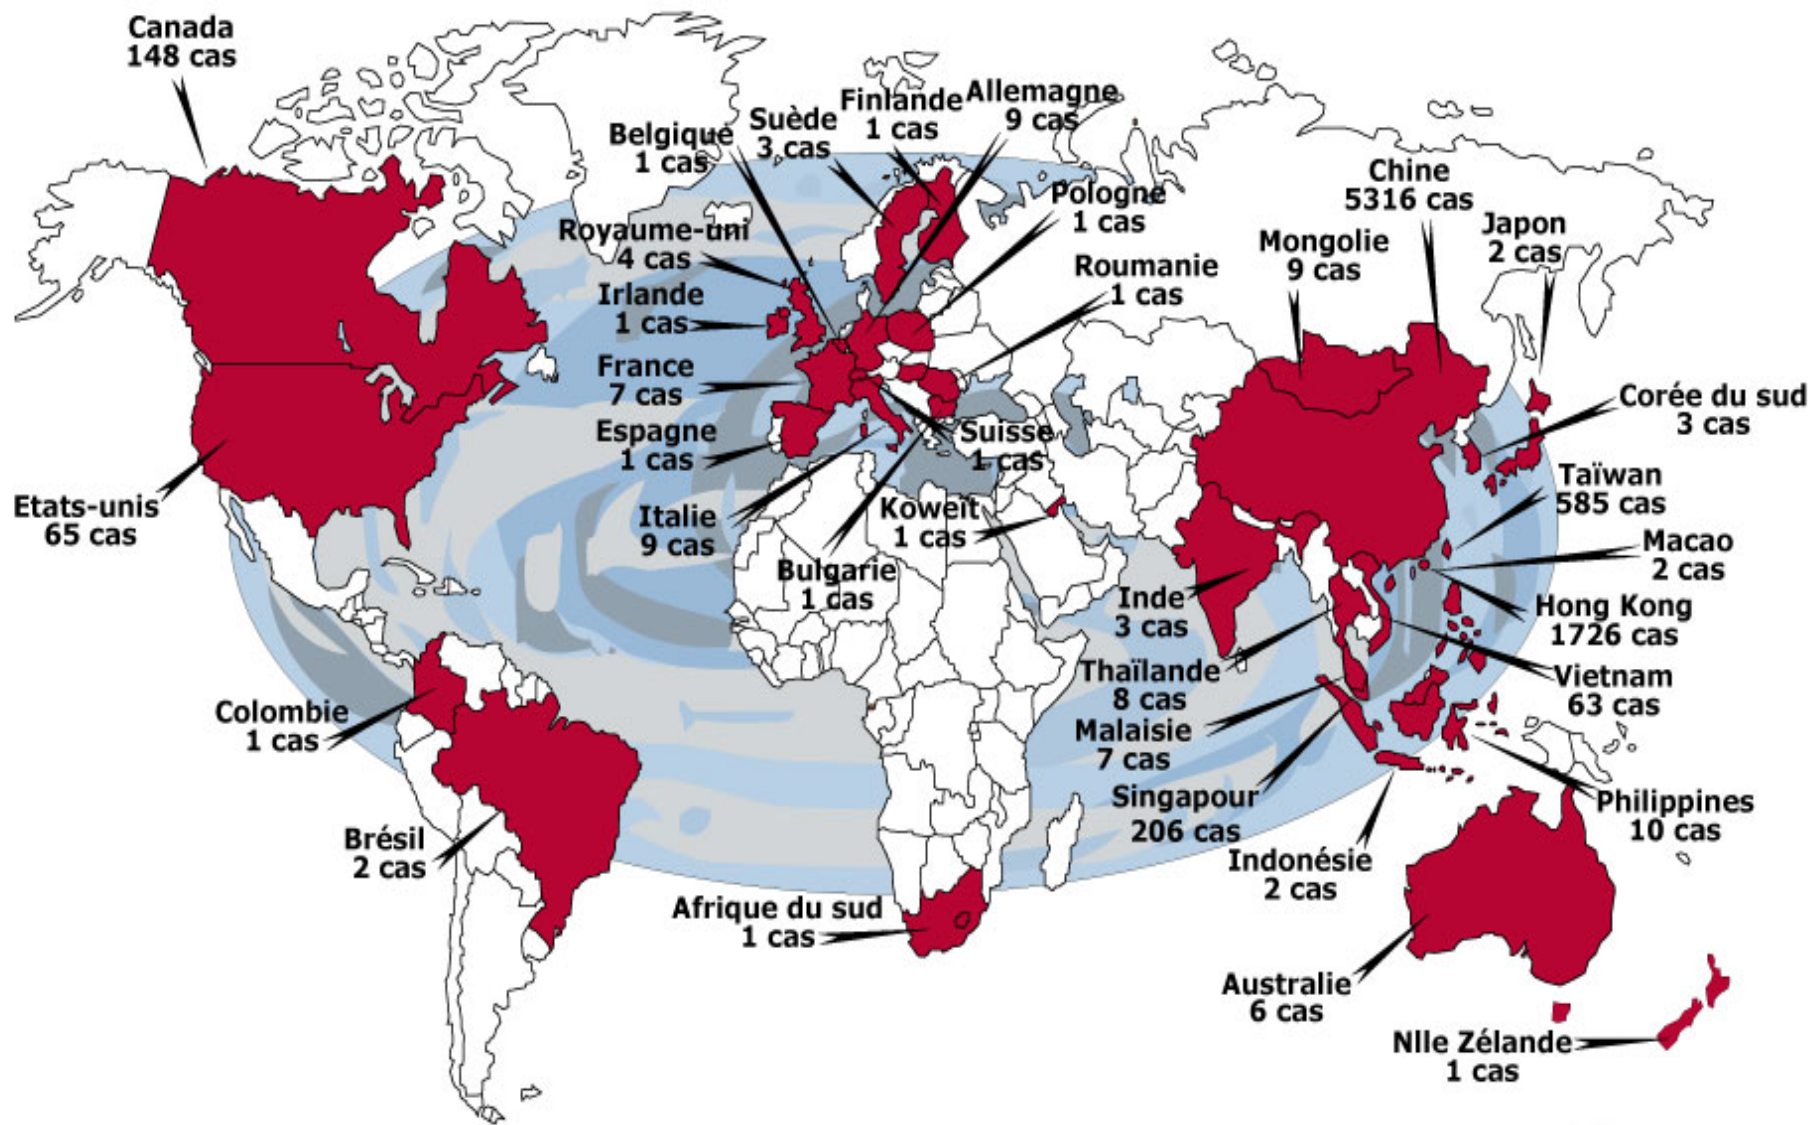 Canada
148 cas
Belgique
1 cas
Suède
3 cas
Finlande
1 cas
Allemagne
9 cas
Pologne
1 cas
Royaume-uni
4 cas
Irlande
1 cas
Roumanie
1 cas
Mongolie
9 cas
Chine
5316 cas
Japon
2 cas
France
7 cas
Espagne
1 cas
Suisse
1 cas
Corée du sud
3 cas
Etats-unis
65 cas
Italie
9 cas
Koweït
1 cas
Taïwan
585 cas
Macao
2 cas
Bulgarie
1 cas
Inde
3 cas
Hong Kong
1726 cas
Thaïlande
8 cas
Vietnam
63 cas
Colombie
1 cas
Malaisie
7 cas
Singapour
206 cas
Philippines
10 cas
Brésil
2 cas
Indonésie
2 cas
Afrique du sud
1 cas
Australie
6 cas
Nlle Zélande
1 cas